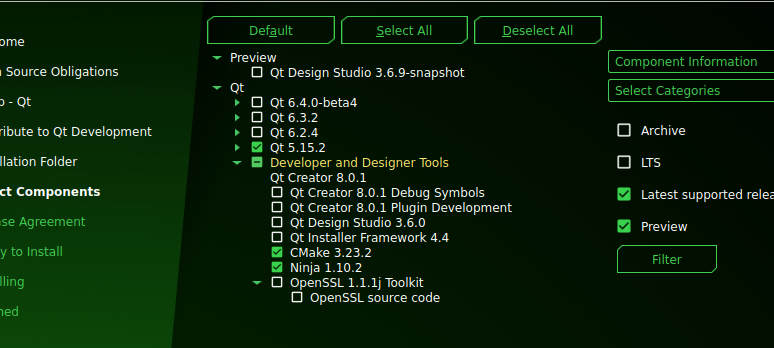 Default
Select All
Deselect All
Preview
Qt Design Studio 3.6.9-snapshot
Qt
Qt 6.4.0-beta4
Qt 6.3.2
Qt 6.2.4
Qt 5.15.2
Developer and Designer Tools
Qt Creator 8.0.1
Qt Creator 8.0.1 Debug Symbols
Qt Creator 8.0.1 Plugin Development
Qt Design Studio 3.6.0
Qt Installer Framework 4.4
CMake 3.23.2
Ninja 1.10.2
OpenSSL 1.1.1j Toolkit
OpenSSL source code
ome
Source Obligations
- Qt
ribute to Qt Development
llation Folder
ct Components
nse Agreement
y to Install
lling
hed
Component Information
Select Categories
Archive
LTS
Latest supported relea
Preview
Filter